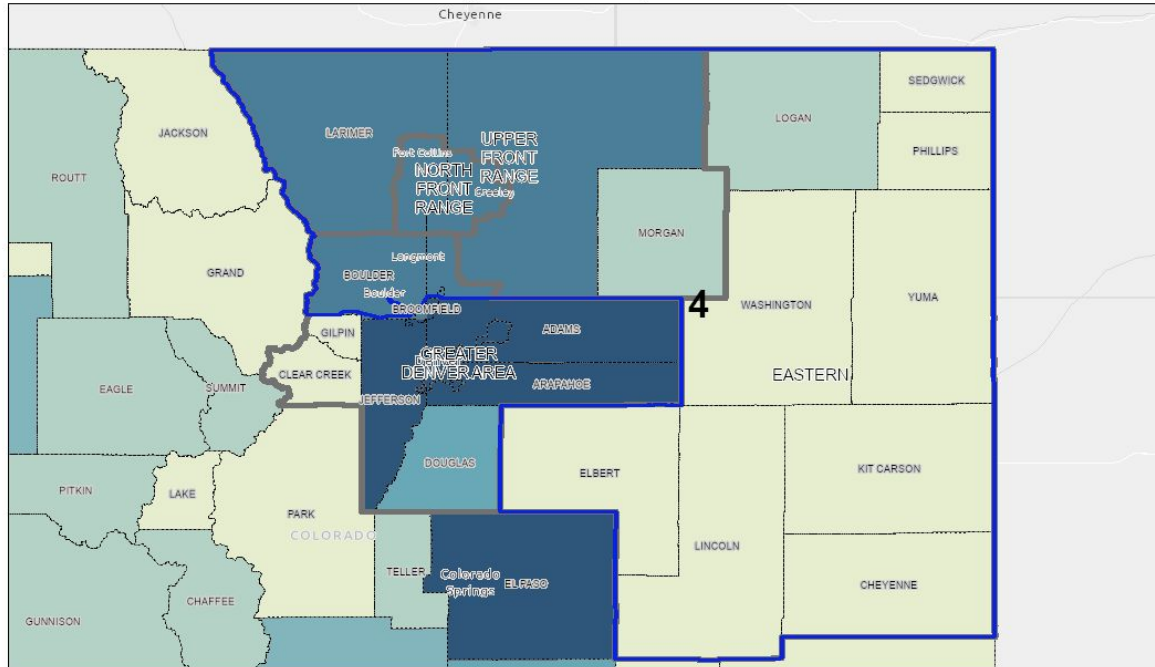 Cheyenne
SEDGWICK
LOGAN
JACKSON
LARIMER
UPPER
FRONT
RANGE
PHILLIPS
Fort Collins
NORTH
FRONT
RANGE
Greeley
ROUTT
MORGAN
GRAND
Longmont
BOULDER
Boulder
BROOMFIELD
4
WASHINGTON
YUMA
GILPIN
ADAMS
GREATER
DENVER AREA
Denver
CLEAR CREEK
ARAPAHOE
EASTERN
EAGLE
SUMMIT
JEFFERSON
DOUGLAS
ELBERT
KIT CARSON
PITKIN
LAKE
PARK
COLORADO
LINCOLN
TELLER
Colorado
Springs
EL PASO
CHEYENNE
CHAFFEE
GUNNISON